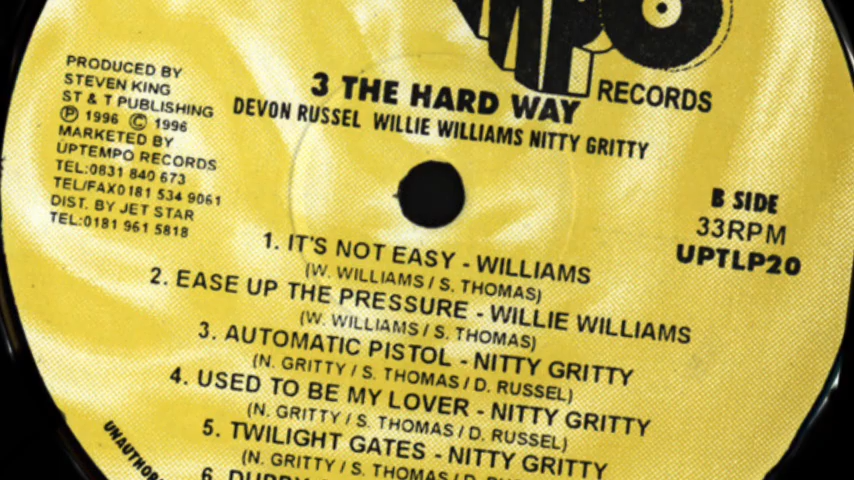 RECORDS
3 THE HARD WAY
DEVON RUSSEL WILLIE WILLIAMS NITTY GRITTY
PRODUCED BY
STEVEN KING
ST & T PUBLISHING
Ⓟ 1996 © 1996
MARKETED BY
UPTEMPO RECORDS
TEL:0831 840 673
TEL/FAX0181 534 9061
DIST. BY JET STAR
TEL:0181 961 5818
B SIDE
33RPM
UPTLP20
1. IT'S NOT EASY - WILLIAMS
(W. WILLIAMS / S. THOMAS)
2. EASE UP THE PRESSURE - WILLIE WILLIAMS
(W. WILLIAMS / S. THOMAS)
3. AUTOMATIC PISTOL - NITTY GRITTY
(N. GRITTY / S. THOMAS / D. RUSSEL)
4. USED TO BE MY LOVER - NITTY GRITTY
(N. GRITTY / S. THOMAS / D. RUSSEL)
5. TWILIGHT GATES - NITTY GRITTY
(N. GRITTY / S. THOMAS / D.
6.